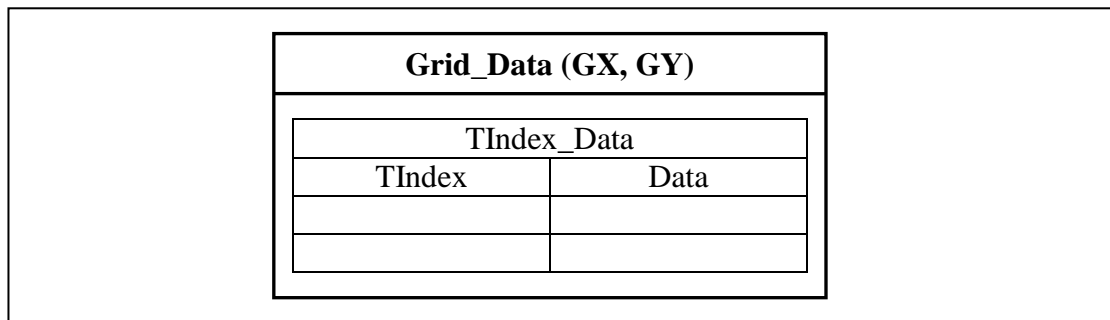 Grid_Data (GX, GY)
TIndex_Data
TIndex Data